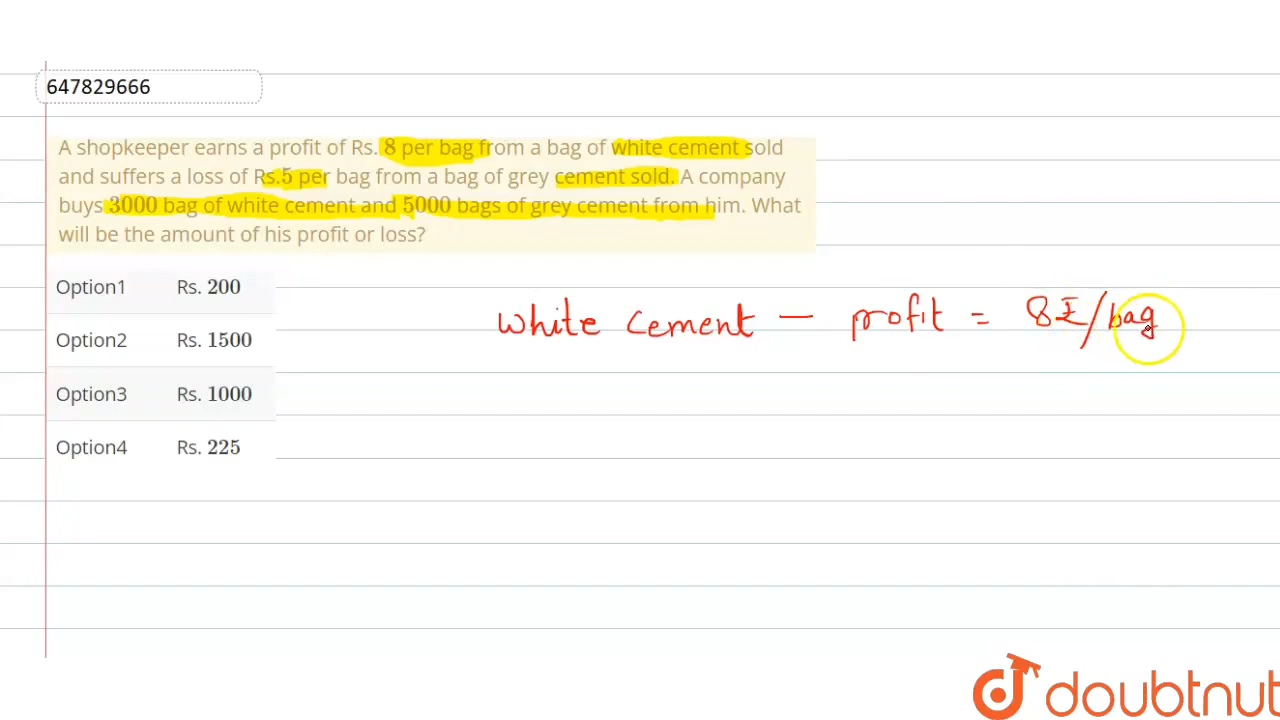 647829666
A shopkeeper earns a profit of Rs. 8 per bag from a bag of white cement sold
and suffers a loss of Rs.5 per bag from a bag of grey cement sold. A company
buys 3000 bag of white cement and 5000 bags of grey cement from him. What
will be the amount of his profit or loss?
Option1 Rs. 200
white cement — profit = 8₹/bag
Option2 Rs. 1500
Option3 Rs. 1000
Option4 Rs. 225
doubtnut